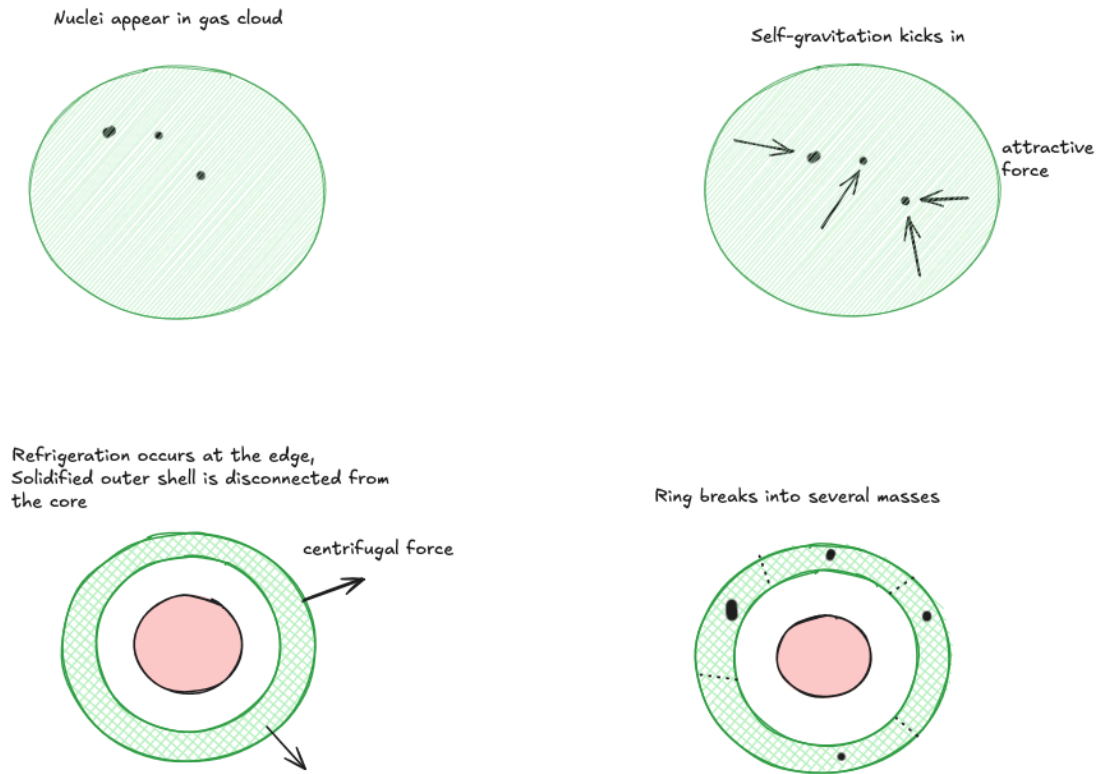 Nuclei appear in gas cloud
Self-gravitation kicks in
attractive
force
Refrigeration occurs at the edge,
Solidified outer shell is disconnected from
the core
centrifugal force
Ring breaks into several masses